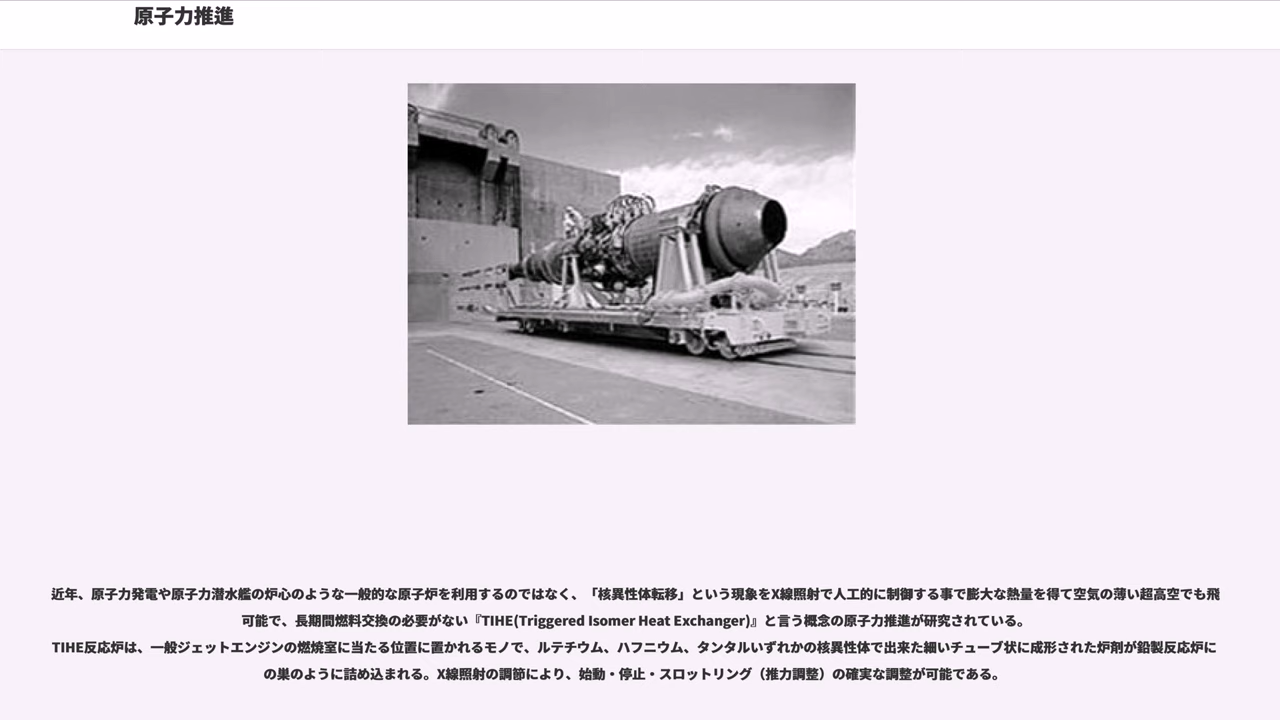 原子力推進
近年、原子力発電や原子力潜水艦の炉心のような一般的な原子炉を利用するのではなく、「核異性体転移」という現象をX線照射で人工的に制御する事で膨大な熱量を得て空気の薄い超高空でも飛
可能で、長期間燃料交換の必要がない『TIHE(Triggered Isomer Heat Exchanger)』と言う概念の原子力推進が研究されている。
TIHE反応炉は、一般ジェットエンジンの燃焼室に当たる位置に置かれるモノで、ルテチウム、ハフニウム、タンタルいずれかの核異性体で出来た細いチューブ状に成形された炉剤が鉛製反応炉に
の巣のように詰め込まれる。X線照射の調節により、始動・停止・スロットリング（推力調整）の確実な調整が可能である。